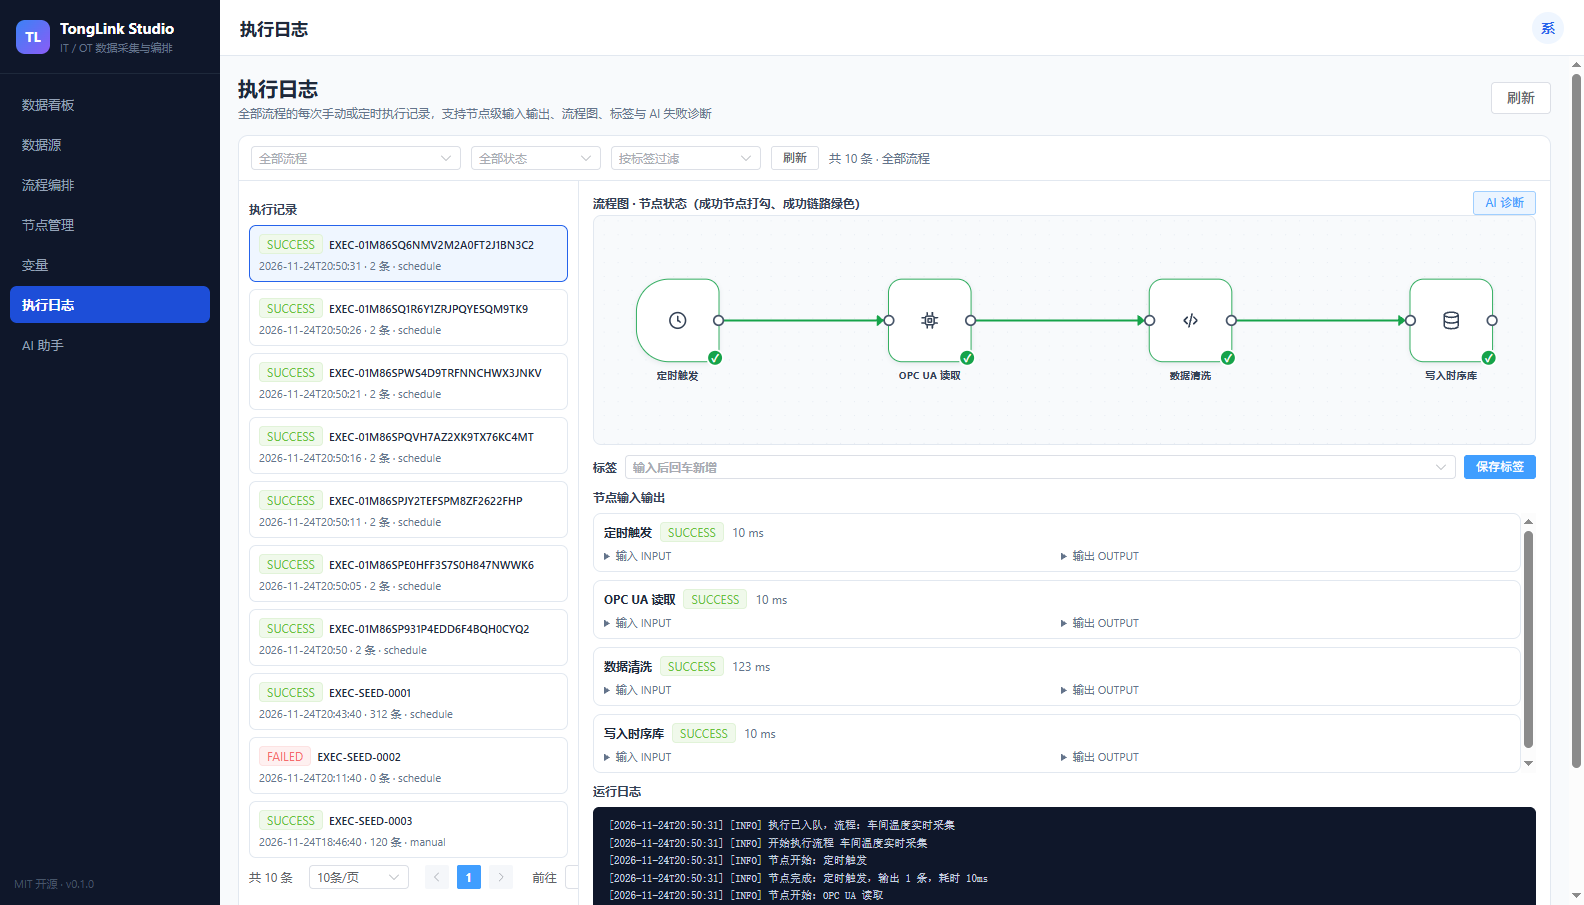 TL
TongLink Studio
IT / OT 数据采集与编排
数据看板
数据源
流程编排
节点管理
变量
执行日志
AI 助手
MIT 开源 · v0.1.0
执行日志
系
执行日志
全部流程的每次手动或定时执行记录，支持节点级输入输出、流程图、标签与 AI 失败诊断
刷新
全部流程
全部状态
按标签过滤
刷新
共 10 条 · 全部流程
执行记录
SUCCESS EXEC-01M86SQ6NMV2M2A0FT2J1BN3C2
2026-11-24T20:50:31 · 2 条 · schedule
SUCCESS EXEC-01M86SQ1R6Y1ZRJPQYESQM9TK9
2026-11-24T20:50:26 · 2 条 · schedule
SUCCESS EXEC-01M86SPWS4D9TRFNNCHWX3JNKV
2026-11-24T20:50:21 · 2 条 · schedule
SUCCESS EXEC-01M86SPQVH7AZ2XK9TX76KC4MT
2026-11-24T20:50:16 · 2 条 · schedule
SUCCESS EXEC-01M86SPJY2TEFSPM8ZF2622FHP
2026-11-24T20:50:11 · 2 条 · schedule
SUCCESS EXEC-01M86SPE0HFF3S7S0H847NWWK6
2026-11-24T20:50:05 · 2 条 · schedule
SUCCESS EXEC-01M86SP931P4EDD6F4BQH0CYQ2
2026-11-24T20:50 · 2 条 · schedule
SUCCESS EXEC-SEED-0001
2026-11-24T20:43:40 · 312 条 · schedule
FAILED EXEC-SEED-0002
2026-11-24T20:11:40 · 0 条 · schedule
SUCCESS EXEC-SEED-0003
2026-11-24T18:46:40 · 120 条 · manual
共 10 条
10条/页
1
前往
流程图 · 节点状态（成功节点打勾、成功链路绿色）
AI 诊断
定时触发
OPC UA 读取
数据清洗
写入时序库
标签
输入后回车新增
保存标签
节点输入输出
定时触发 SUCCESS 10 ms
输入 INPUT
输出 OUTPUT
OPC UA 读取 SUCCESS 10 ms
输入 INPUT
输出 OUTPUT
数据清洗 SUCCESS 123 ms
输入 INPUT
输出 OUTPUT
写入时序库 SUCCESS 10 ms
输入 INPUT
输出 OUTPUT
运行日志
[2026-11-24T20:50:31] [INFO] 执行已入队，流程：车间温度实时采集
[2026-11-24T20:50:31] [INFO] 开始执行流程 车间温度实时采集
[2026-11-24T20:50:31] [INFO] 节点开始：定时触发
[2026-11-24T20:50:31] [INFO] 节点完成：定时触发，输出 1 条，耗时 10ms
[2026-11-24T20:50:31] [INFO] 节点开始：OPC UA 读取